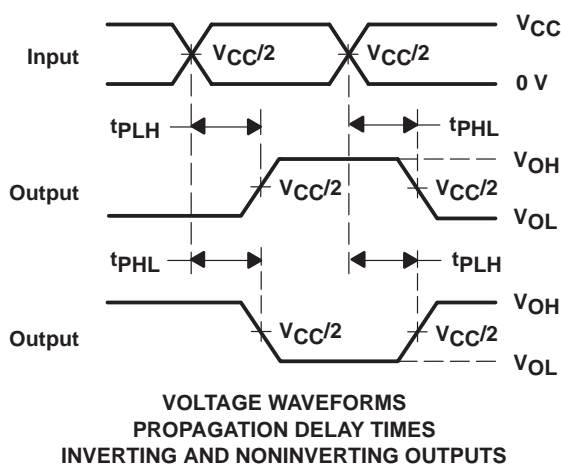 VCC
Input VCC/2 VCC/2
0 V
tPLH tPHL
VOH
Output VCC/2 VCC/2
VOL
tPHL tPLH
VOH
Output VCC/2 VCC/2
VOL
VOLTAGE WAVEFORMS
PROPAGATION DELAY TIMES
INVERTING AND NONINVERTING OUTPUTS